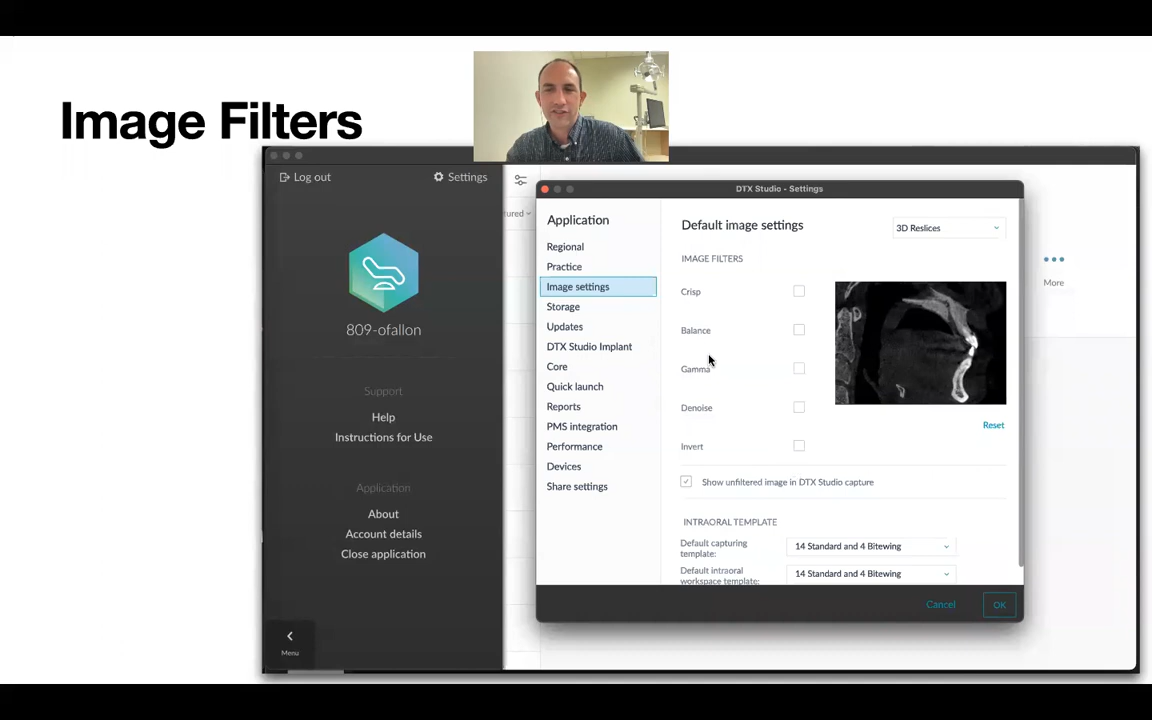 Image Filters
Log out
Settings
tured
809-ofallon
Support
Help
Instructions for Use
Application
About
Account details
Close application
Menu
DTX Studio - Settings
Application
Regional
Practice
Image settings
Storage
Updates
DTX Studio Implant
Core
Quick launch
Reports
PMS integration
Performance
Devices
Share settings
Default image settings
3D Reslices
IMAGE FILTERS
Crisp
Balance
Gamma
Denoise
Invert
Reset
Show unfiltered image in DTX Studio capture
INTRAORAL TEMPLATE
Default capturing
template:
14 Standard and 4 Bitewing
Default intraoral
workspace template:
14 Standard and 4 Bitewing
Cancel
OK
More